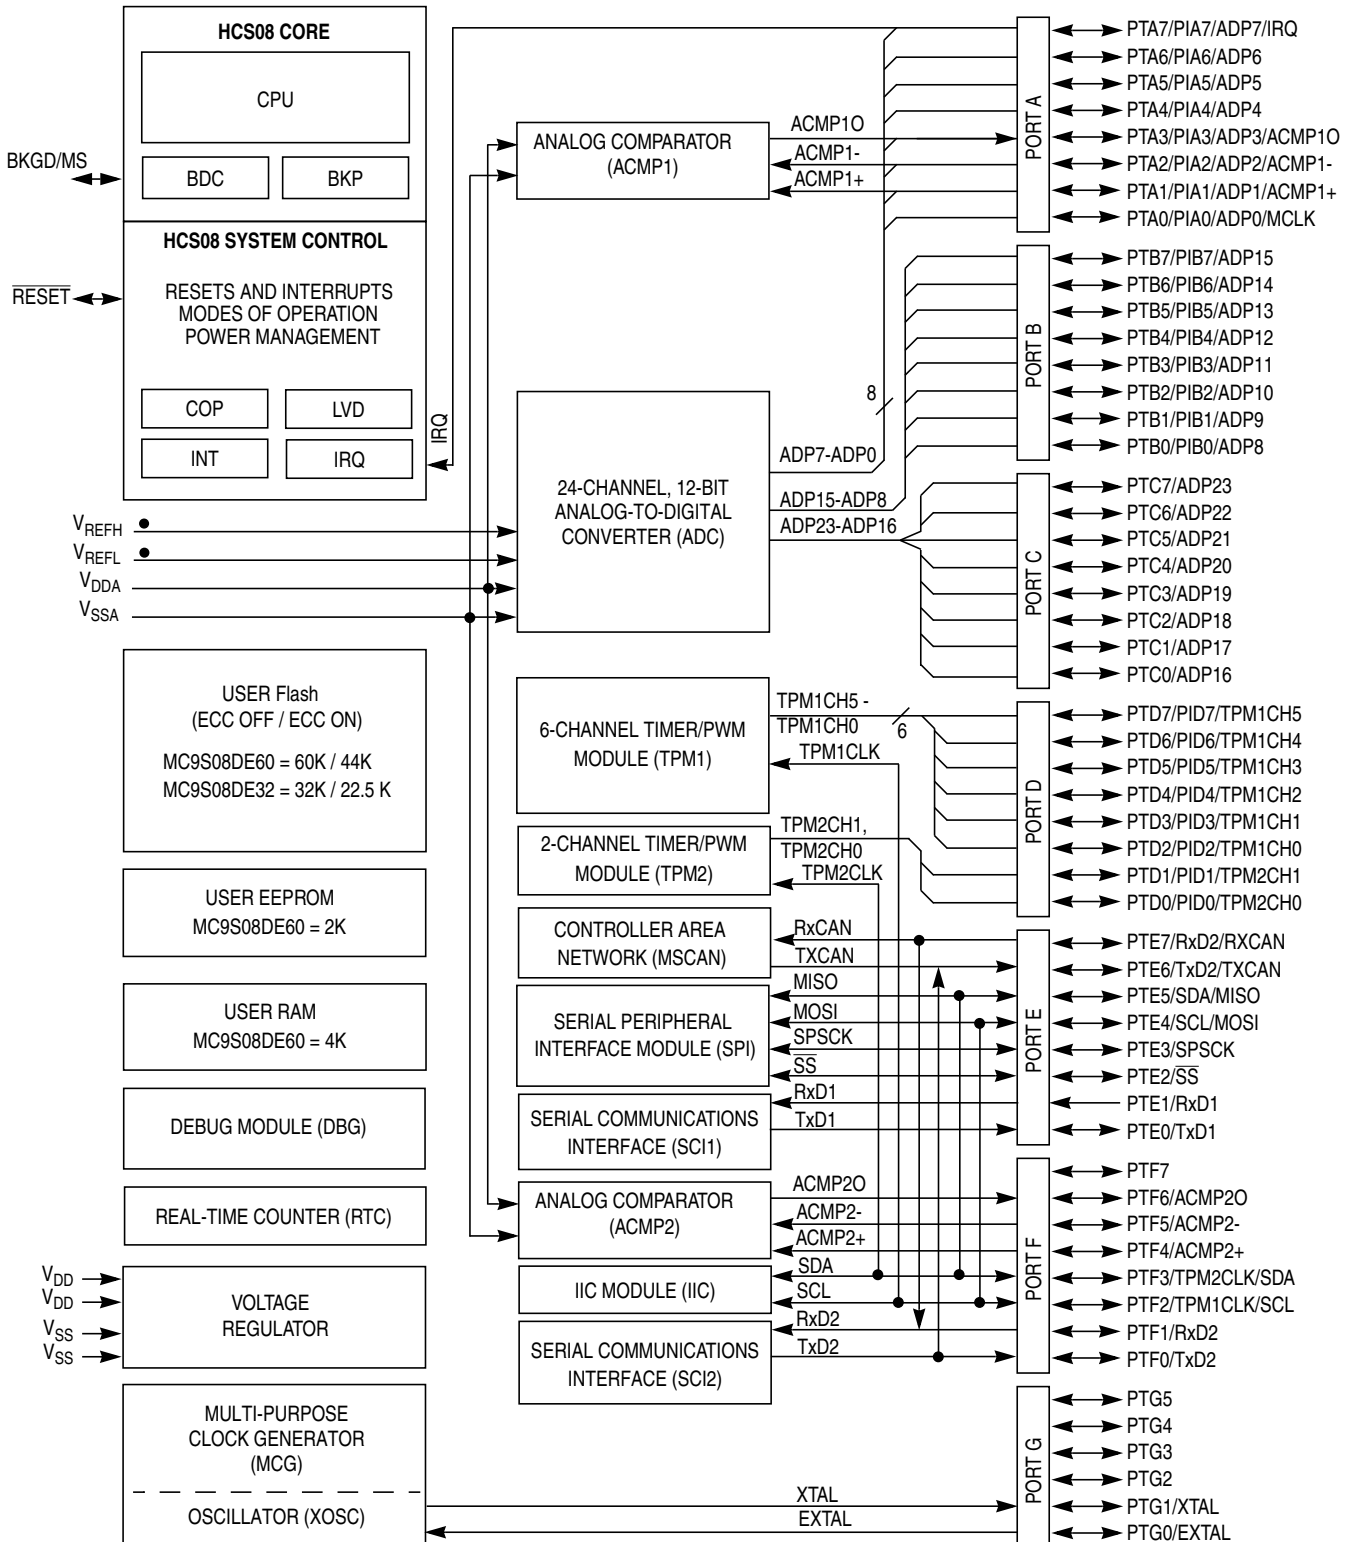 HCS08 CORE
CPU
BDC
BKP
BKGD/MS
HCS08 SYSTEM CONTROL
RESETS AND INTERRUPTS
MODES OF OPERATION
POWER MANAGEMENT
RESET
COP
LVD
INT
IRQ
IRQ
VREFH
VREFL
VDDA
VSSA
USER Flash
(ECC OFF / ECC ON)
MC9S08DE60 = 60K / 44K
MC9S08DE32 = 32K / 22.5 K
USER EEPROM
MC9S08DE60 = 2K
USER RAM
MC9S08DE60 = 4K
DEBUG MODULE (DBG)
REAL-TIME COUNTER (RTC)
VDD
VDD
VSS
VSS
VOLTAGE
REGULATOR
MULTI-PURPOSE
CLOCK GENERATOR
(MCG)
OSCILLATOR (XOSC)
ANALOG COMPARATOR
(ACMP1)
ACMP1O
ACMP1-
ACMP1+
24-CHANNEL, 12-BIT
ANALOG-TO-DIGITAL
CONVERTER (ADC)
8
ADP7-ADP0
ADP15-ADP8
ADP23-ADP16
6-CHANNEL TIMER/PWM
MODULE (TPM1)
TPM1CH5 -
TPM1CH0
6
TPM1CLK
2-CHANNEL TIMER/PWM
MODULE (TPM2)
TPM2CH1,
TPM2CH0
TPM2CLK
CONTROLLER AREA
NETWORK (MSCAN)
RxCAN
TXCAN
SERIAL PERIPHERAL
INTERFACE MODULE (SPI)
MISO
MOSI
SPSCK
SS
SERIAL COMMUNICATIONS
INTERFACE (SCI1)
RxD1
TxD1
ANALOG COMPARATOR
(ACMP2)
ACMP2O
ACMP2-
ACMP2+
IIC MODULE (IIC)
SDA
SCL
SERIAL COMMUNICATIONS
INTERFACE (SCI2)
RxD2
TxD2
XTAL
EXTAL
PORT A
PTA7/PIA7/ADP7/IRQ
PTA6/PIA6/ADP6
PTA5/PIA5/ADP5
PTA4/PIA4/ADP4
PTA3/PIA3/ADP3/ACMP1O
PTA2/PIA2/ADP2/ACMP1-
PTA1/PIA1/ADP1/ACMP1+
PTA0/PIA0/ADP0/MCLK
PORT B
PTB7/PIB7/ADP15
PTB6/PIB6/ADP14
PTB5/PIB5/ADP13
PTB4/PIB4/ADP12
PTB3/PIB3/ADP11
PTB2/PIB2/ADP10
PTB1/PIB1/ADP9
PTB0/PIB0/ADP8
PORT C
PTC7/ADP23
PTC6/ADP22
PTC5/ADP21
PTC4/ADP20
PTC3/ADP19
PTC2/ADP18
PTC1/ADP17
PTC0/ADP16
PORT D
PTD7/PID7/TPM1CH5
PTD6/PID6/TPM1CH4
PTD5/PID5/TPM1CH3
PTD4/PID4/TPM1CH2
PTD3/PID3/TPM1CH1
PTD2/PID2/TPM1CH0
PTD1/PID1/TPM2CH1
PTD0/PID0/TPM2CH0
PORT E
PTE7/RxD2/RXCAN
PTE6/TxD2/TXCAN
PTE5/SDA/MISO
PTE4/SCL/MOSI
PTE3/SPSCK
PTE2/SS
PTE1/RxD1
PTE0/TxD1
PORT F
PTF7
PTF6/ACMP2O
PTF5/ACMP2-
PTF4/ACMP2+
PTF3/TPM2CLK/SDA
PTF2/TPM1CLK/SCL
PTF1/RxD2
PTF0/TxD2
PORT G
PTG5
PTG4
PTG3
PTG2
PTG1/XTAL
PTG0/EXTAL